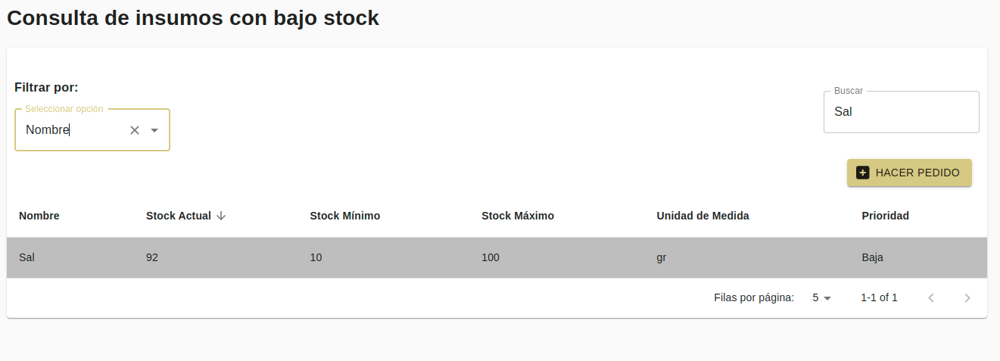 Consulta de insumos con bajo stock
Filtrar por:
Seleccionar opción
Nombre
Buscar
Sal
HACER PEDIDO
Nombre Stock Actual Stock Mínimo Stock Máximo Unidad de Medida Prioridad
Sal 92 10 100 gr Baja
Filas por página: 5 1-1 of 1